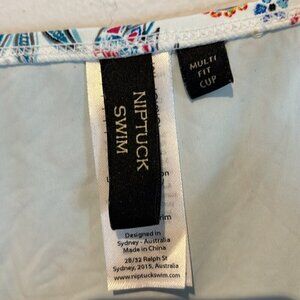 NIPTUCK
SWIM
MULTI
FIT
CUP
Designed in
Sydney - Australia
Made in China
28/32 Ralph St
Sydney, 2015, Australia
www.niptuckswim.com